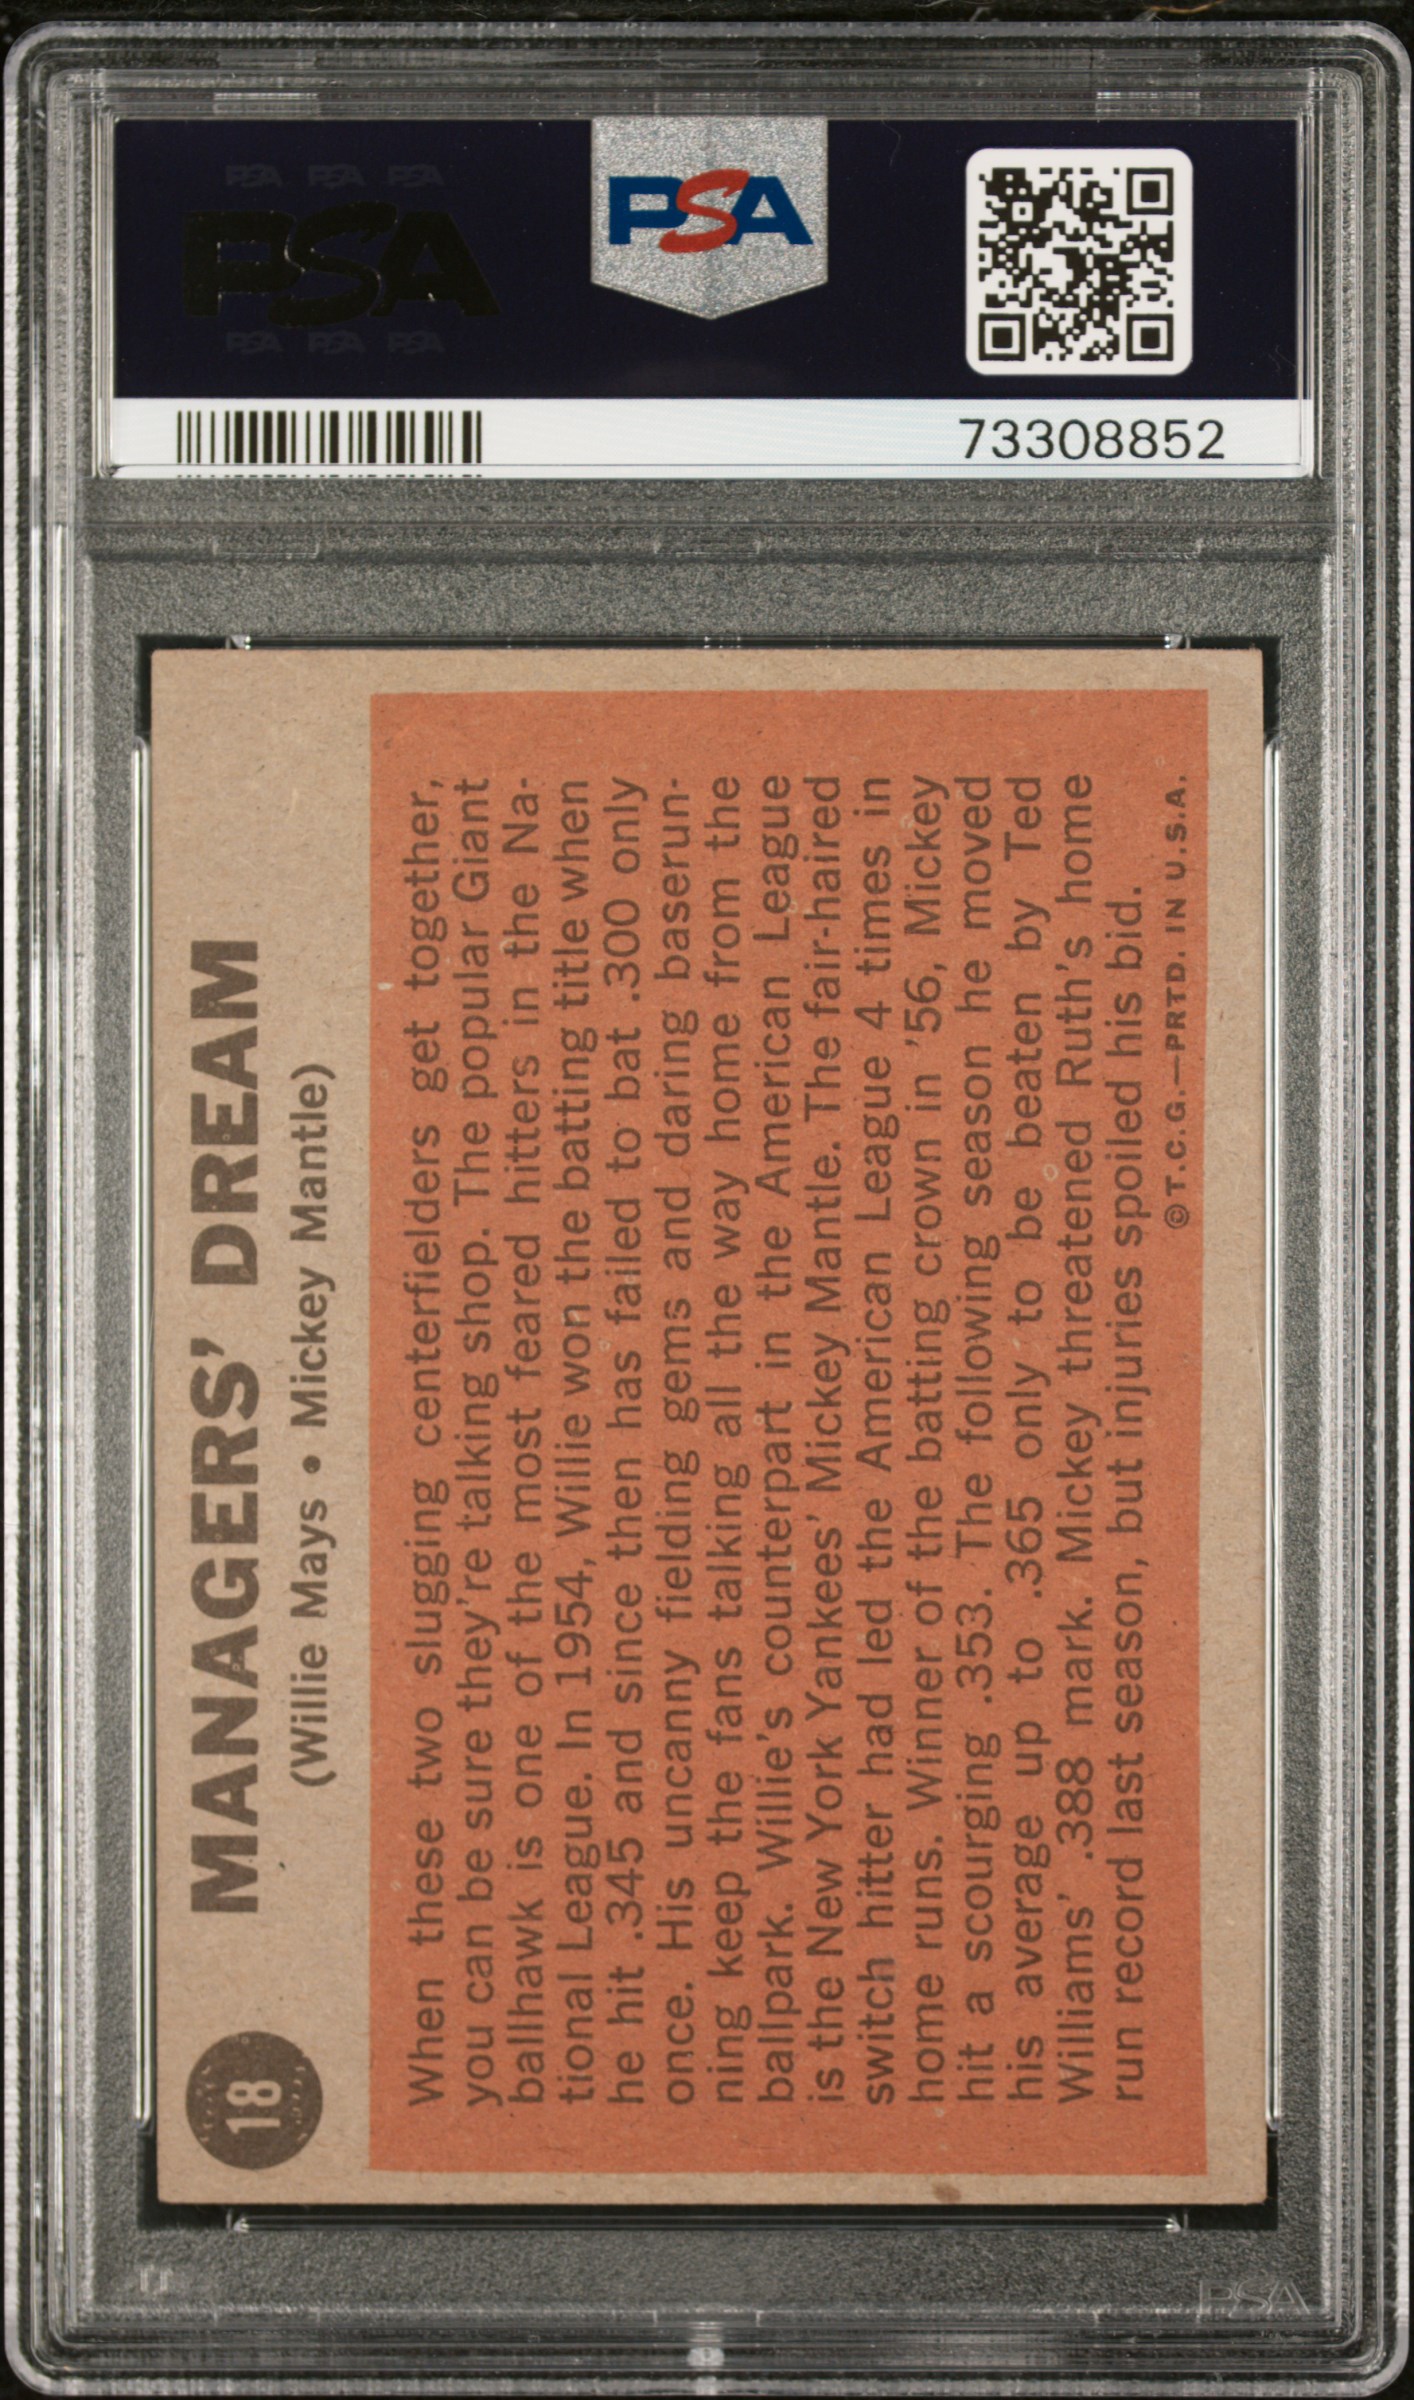 PSA PSA PSA
PSA
PSA PSA PSA
PSA
73308852
18
MANAGERS' DREAM
(Willie Mays • Mickey Mantle)
When these two slugging centerfielders get together,
you can be sure they're talking shop. The popular Giant
ballhawk is one of the most feared hitters in the Na-
tional League. In 1954, Willie won the batting title when
he hit .345 and since then has failed to bat .300 only
once. His uncanny fielding gems and daring baserun-
ning keep the fans talking all the way home from the
ballpark. Willie's counterpart in the American League
is the New York Yankees' Mickey Mantle. The fair-haired
switch hitter had led the American League 4 times in
home runs. Winner of the batting crown in '56, Mickey
hit a scourging .353. The following season he moved
his average up to .365 only to be beaten by Ted
Williams' .388 mark. Mickey threatened Ruth's home
run record last season, but injuries spoiled his bid.
© T.C.G.—PRTD. IN U.S.A.
PSA